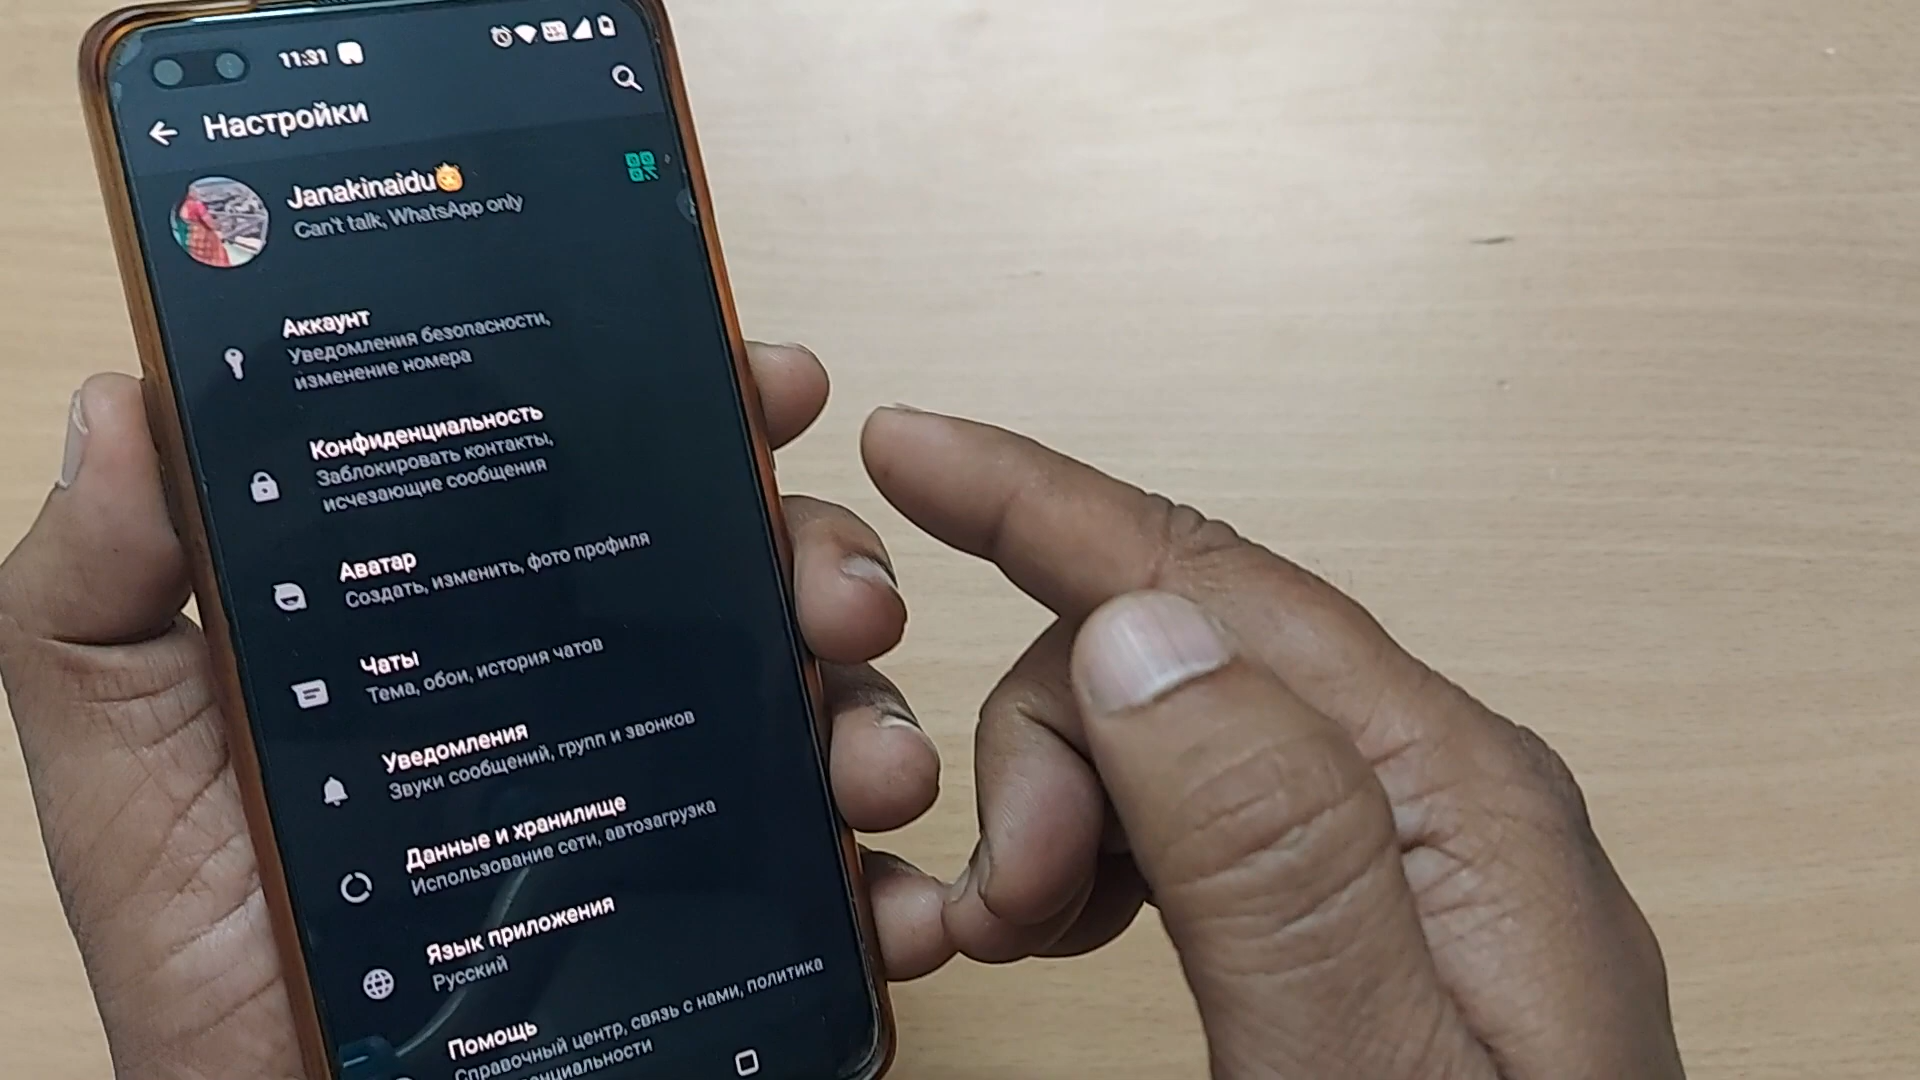 11:31
Настройки
Janakinaidu
Can't talk, WhatsApp only
Аккаунт
Уведомления безопасности,
изменение номера
Конфиденциальность
Заблокировать контакты,
исчезающие сообщения
Аватар
Создать, изменить, фото профиля
Чаты
Тема, обои, история чатов
Уведомления
Звуки сообщений, групп и звонков
Данные и хранилище
Использование сети, автозагрузка
Язык приложения
Русский
Помощь
Справочный центр, связь с нами, политика